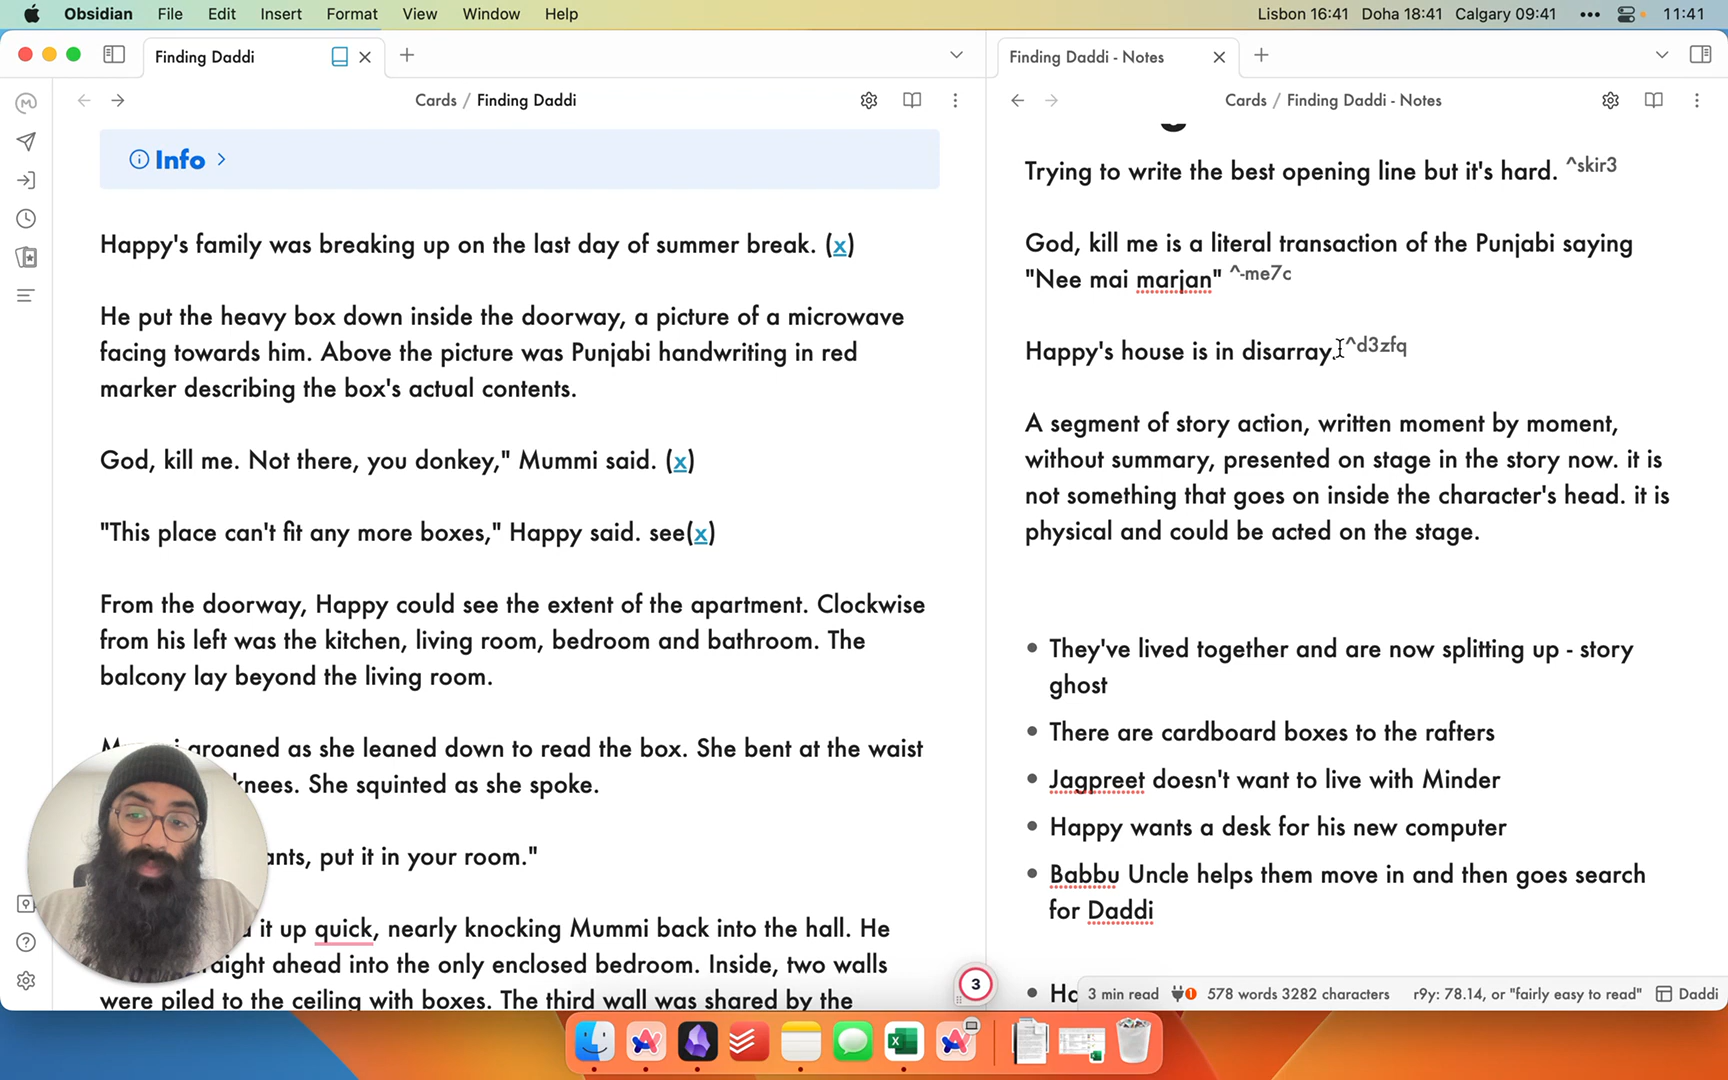 Obsidian File Edit Insert Format View Window Help Lisbon 16:41 Doha 18:41 Calgary 09:41 11:41
Finding Daddi
Cards / Finding Daddi
Info
Happy's family was breaking up on the last day of summer break. (x)
He put the heavy box down inside the doorway, a picture of a microwave
facing towards him. Above the picture was Punjabi handwriting in red
marker describing the box's actual contents.
God, kill me. Not there, you donkey," Mummi said. (x)
"This place can't fit any more boxes," Happy said. see(x)
From the doorway, Happy could see the extent of the apartment. Clockwise
from his left was the kitchen, living room, bedroom and bathroom. The
balcony lay beyond the living room.
groaned as she leaned down to read the box. She bent at the waist
knees. She squinted as she spoke.
ants, put it in your room."
it up quick, nearly knocking Mummi back into the hall. He
aight ahead into the only enclosed bedroom. Inside, two walls
were piled to the ceiling with boxes. The third wall was shared by the
Finding Daddi - Notes
Cards / Finding Daddi - Notes
Trying to write the best opening line but it's hard. ^skir3
God, kill me is a literal transaction of the Punjabi saying
"Nee mai marjan" ^-me7c
Happy's house is in disarray. ^d3zfq
A segment of story action, written moment by moment,
without summary, presented on stage in the story now. it is
not something that goes on inside the character's head. it is
physical and could be acted on the stage.
• They've lived together and are now splitting up - story
ghost
• There are cardboard boxes to the rafters
• Jagpreet doesn't want to live with Minder
• Happy wants a desk for his new computer
• Babbu Uncle helps them move in and then goes search
for Daddi
3
3 min read 1 578 words 3282 characters r9y: 78.14, or "fairly easy to read" Daddi